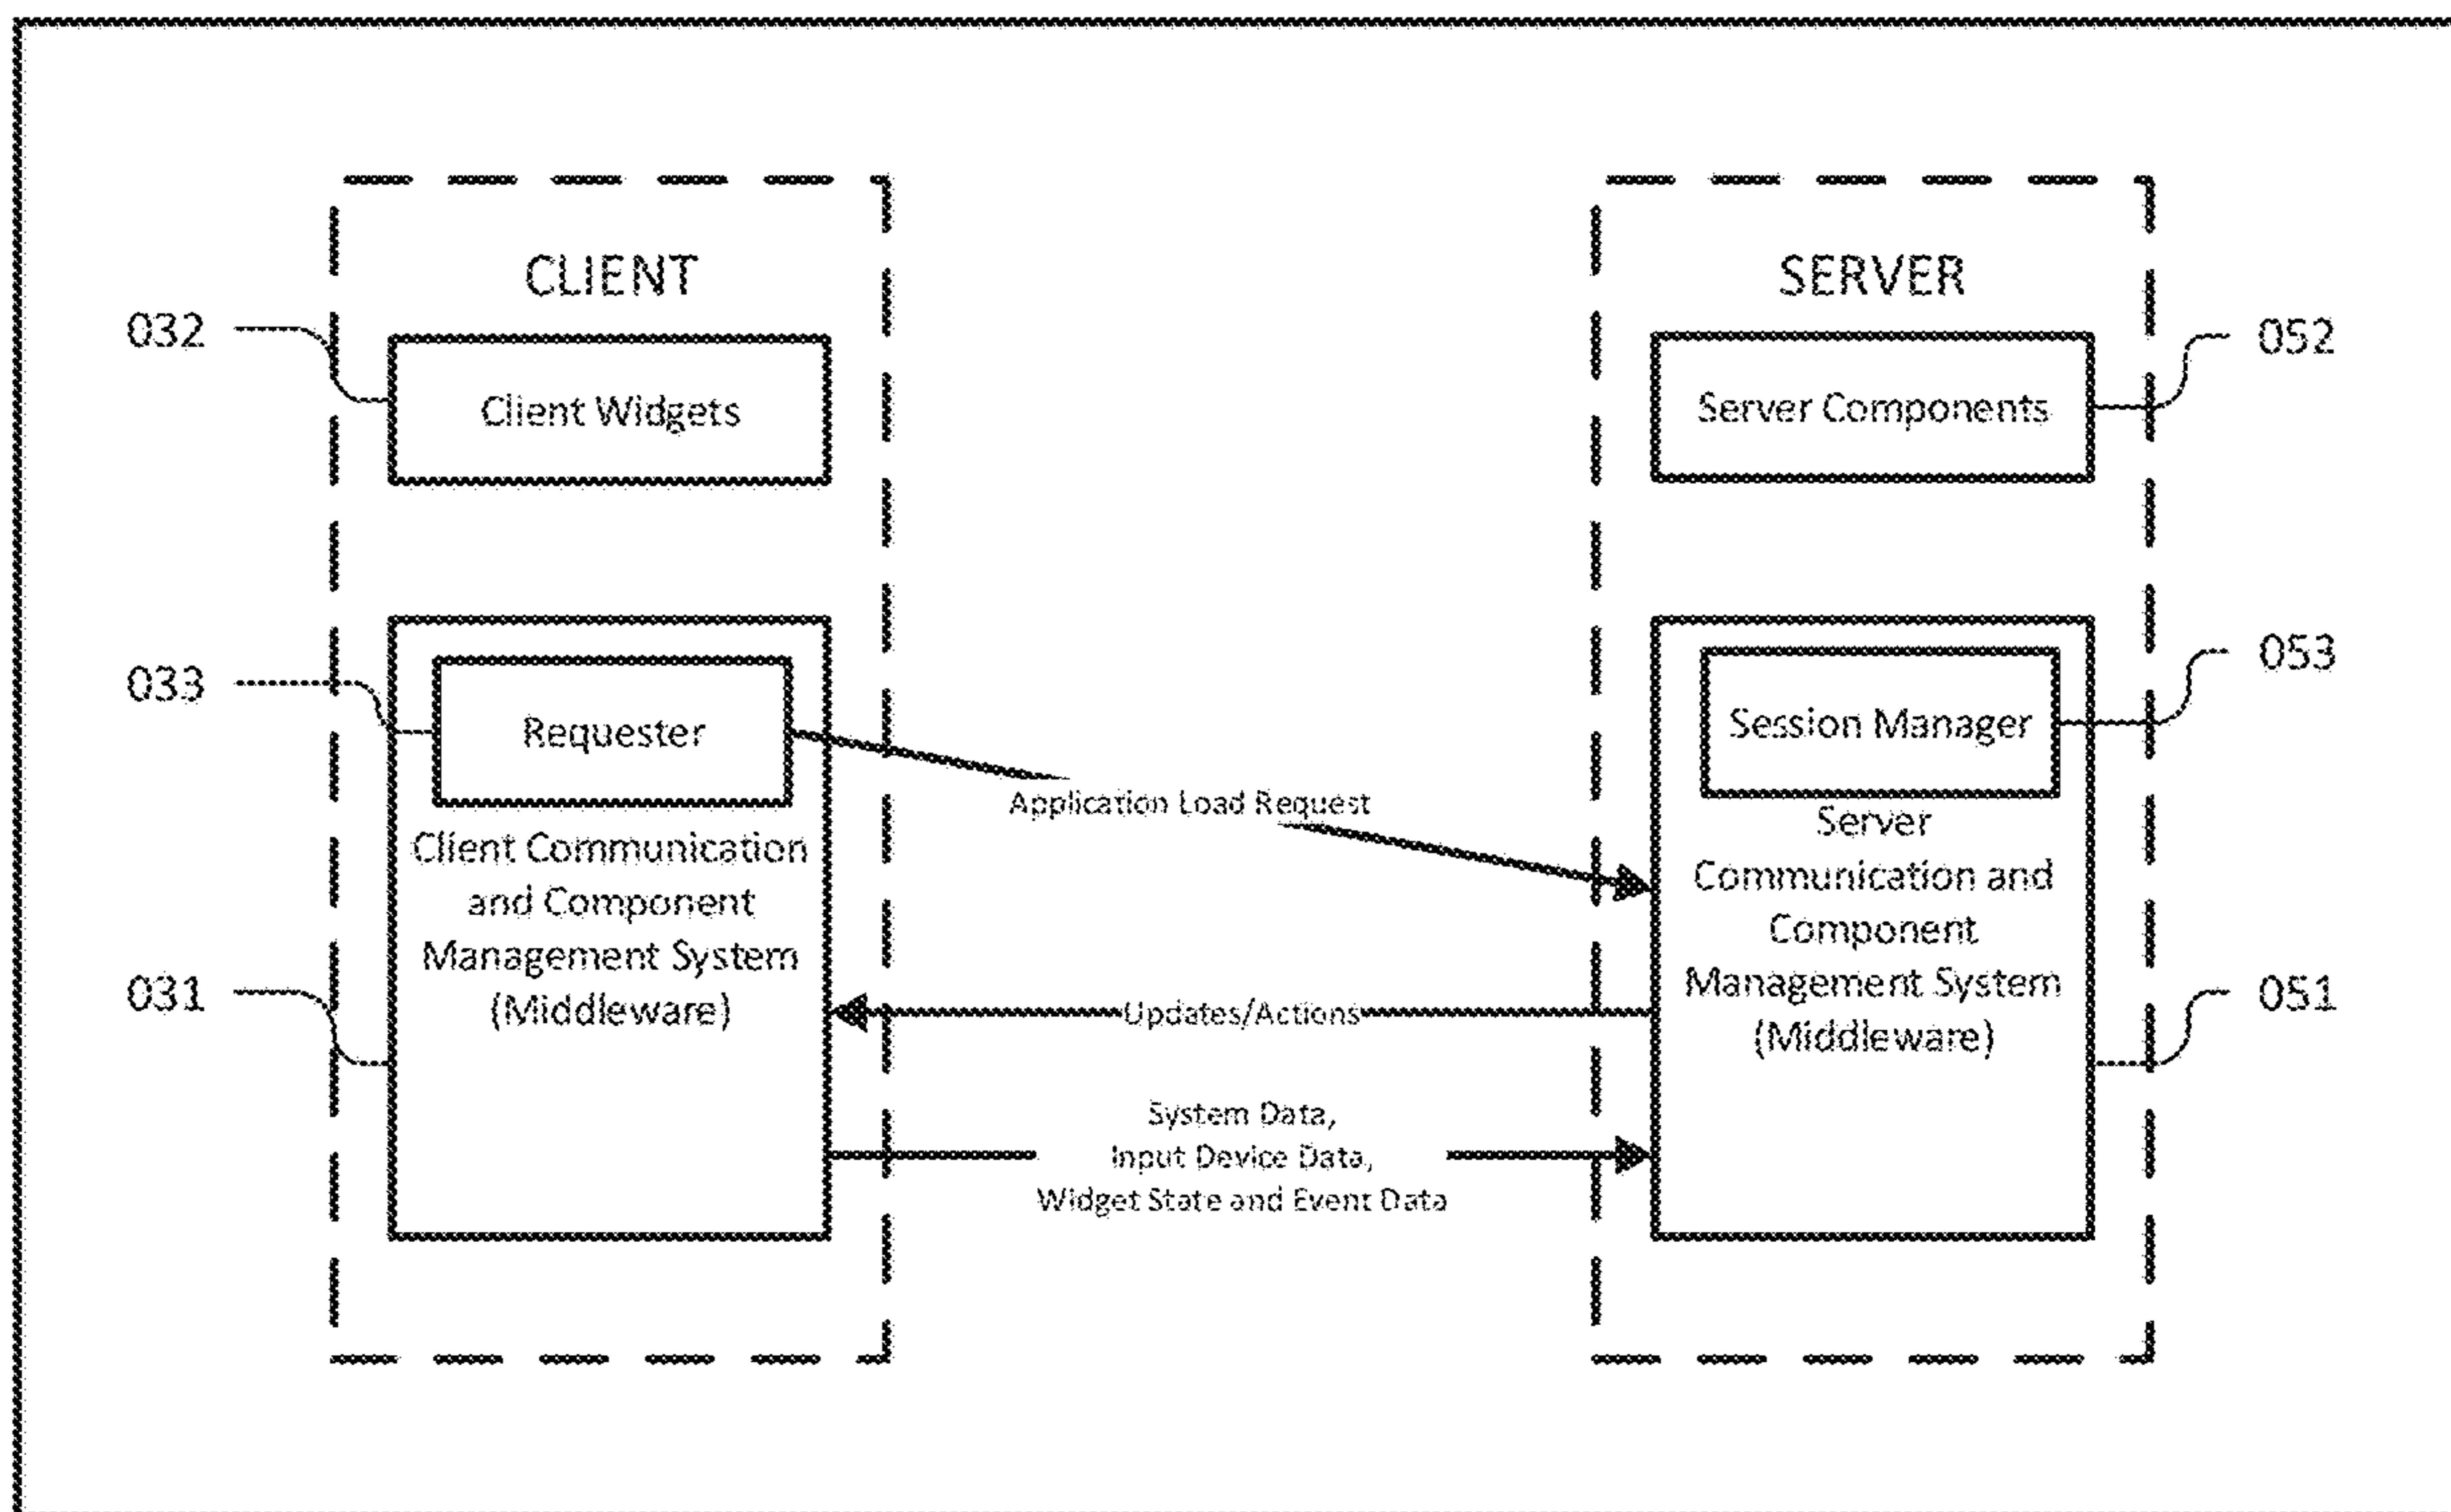 CLIENT
SERVER
032
Client Widgets
Server Components
052
033
Requester
Session Manager
053
Application Load Request
Client Communication
and Component
Management System
(Middleware)
031
Server
Communication and
Component
Management System
(Middleware)
051
Updates/Actions
System Data,
Input Device Data,
Widget State and Event Data